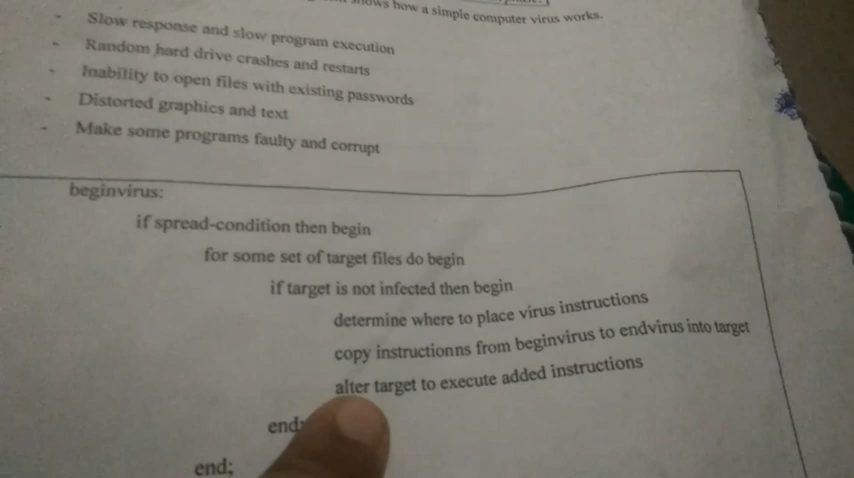 shows how a simple computer virus works.
- Slow response and slow program execution
- Random hard drive crashes and restarts
- Inability to open files with existing passwords
- Distorted graphics and text
- Make some programs faulty and corrupt
beginvirus:
if spread-condition then begin
for some set of target files do begin
if target is not infected then begin
determine where to place virus instructions
copy instructionns from beginvirus to endvirus into target
alter target to execute added instructions
end;
end;